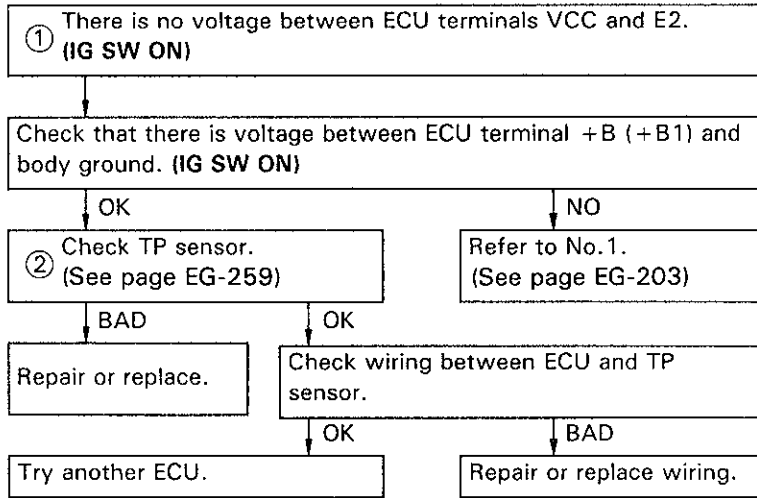 ① There is no voltage between ECU terminals VCC and E2.
(IG SW ON)
Check that there is voltage between ECU terminal +B (+B1) and
body ground. (IG SW ON)
OK
NO
② Check TP sensor.
(See page EG-259)
Refer to No.1.
(See page EG-203)
BAD
OK
Repair or replace.
Check wiring between ECU and TP
sensor.
OK
BAD
Try another ECU.
Repair or replace wiring.